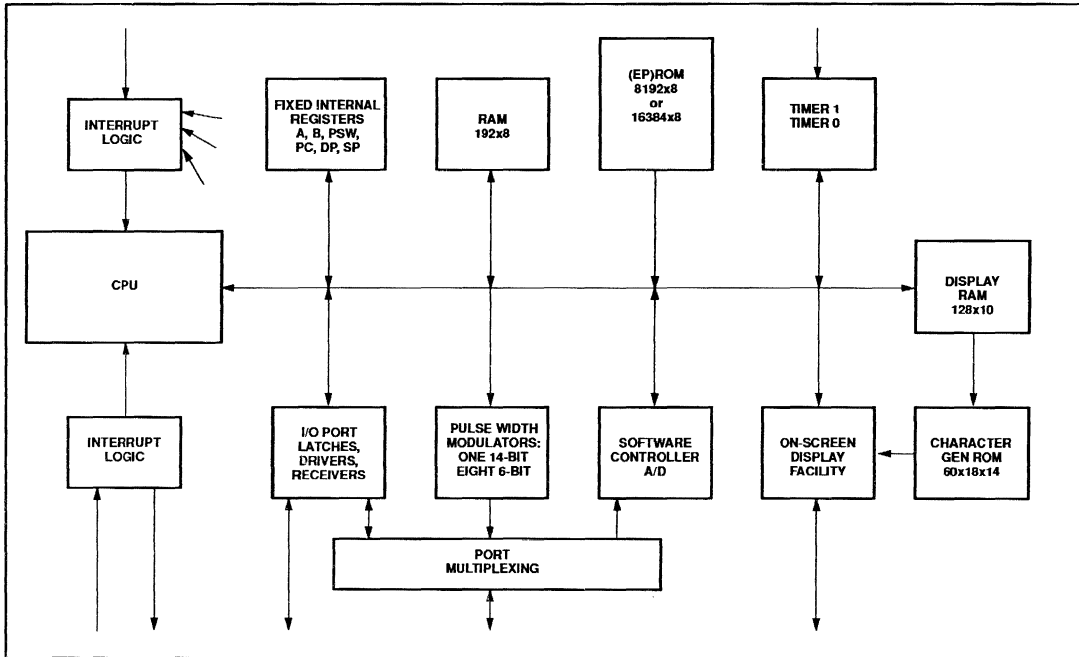 INTERRUPT
LOGIC
FIXED INTERNAL
REGISTERS
A, B, PSW,
PC, DP, SP
RAM
192x8
(EP)ROM
8192x8
or
16384x8
TIMER 1
TIMER 0
CPU
DISPLAY
RAM
128x10
INTERRUPT
LOGIC
I/O PORT
LATCHES,
DRIVERS,
RECEIVERS
PULSE WIDTH
MODULATORS:
ONE 14-BIT
EIGHT 6-BIT
SOFTWARE
CONTROLLER
A/D
ON-SCREEN
DISPLAY
FACILITY
CHARACTER
GEN ROM
60x18x14
PORT
MULTIPLEXING